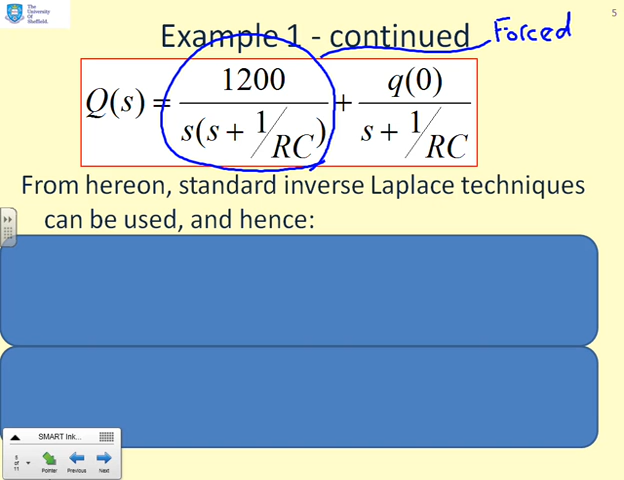 The
University
Of
Sheffield.
5
Example 1 - continued
Forced
Q(s) = 1200 / s(s + 1/RC) + q(0) / s + 1/RC
From hereon, standard inverse Laplace techniques
can be used, and hence:
SMART Ink...
5
of
11
Pointer
Previous
Next